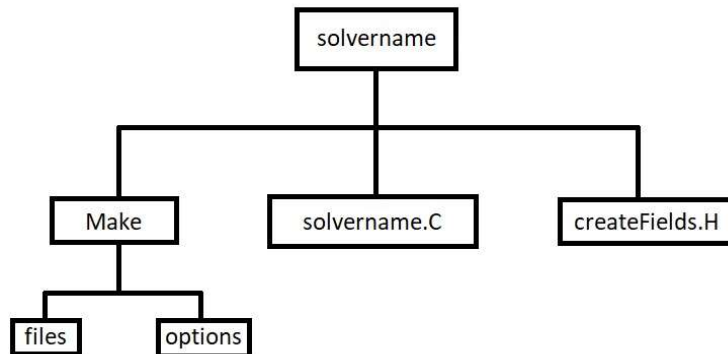 solvername
Make
solvername.C
createFields.H
files
options